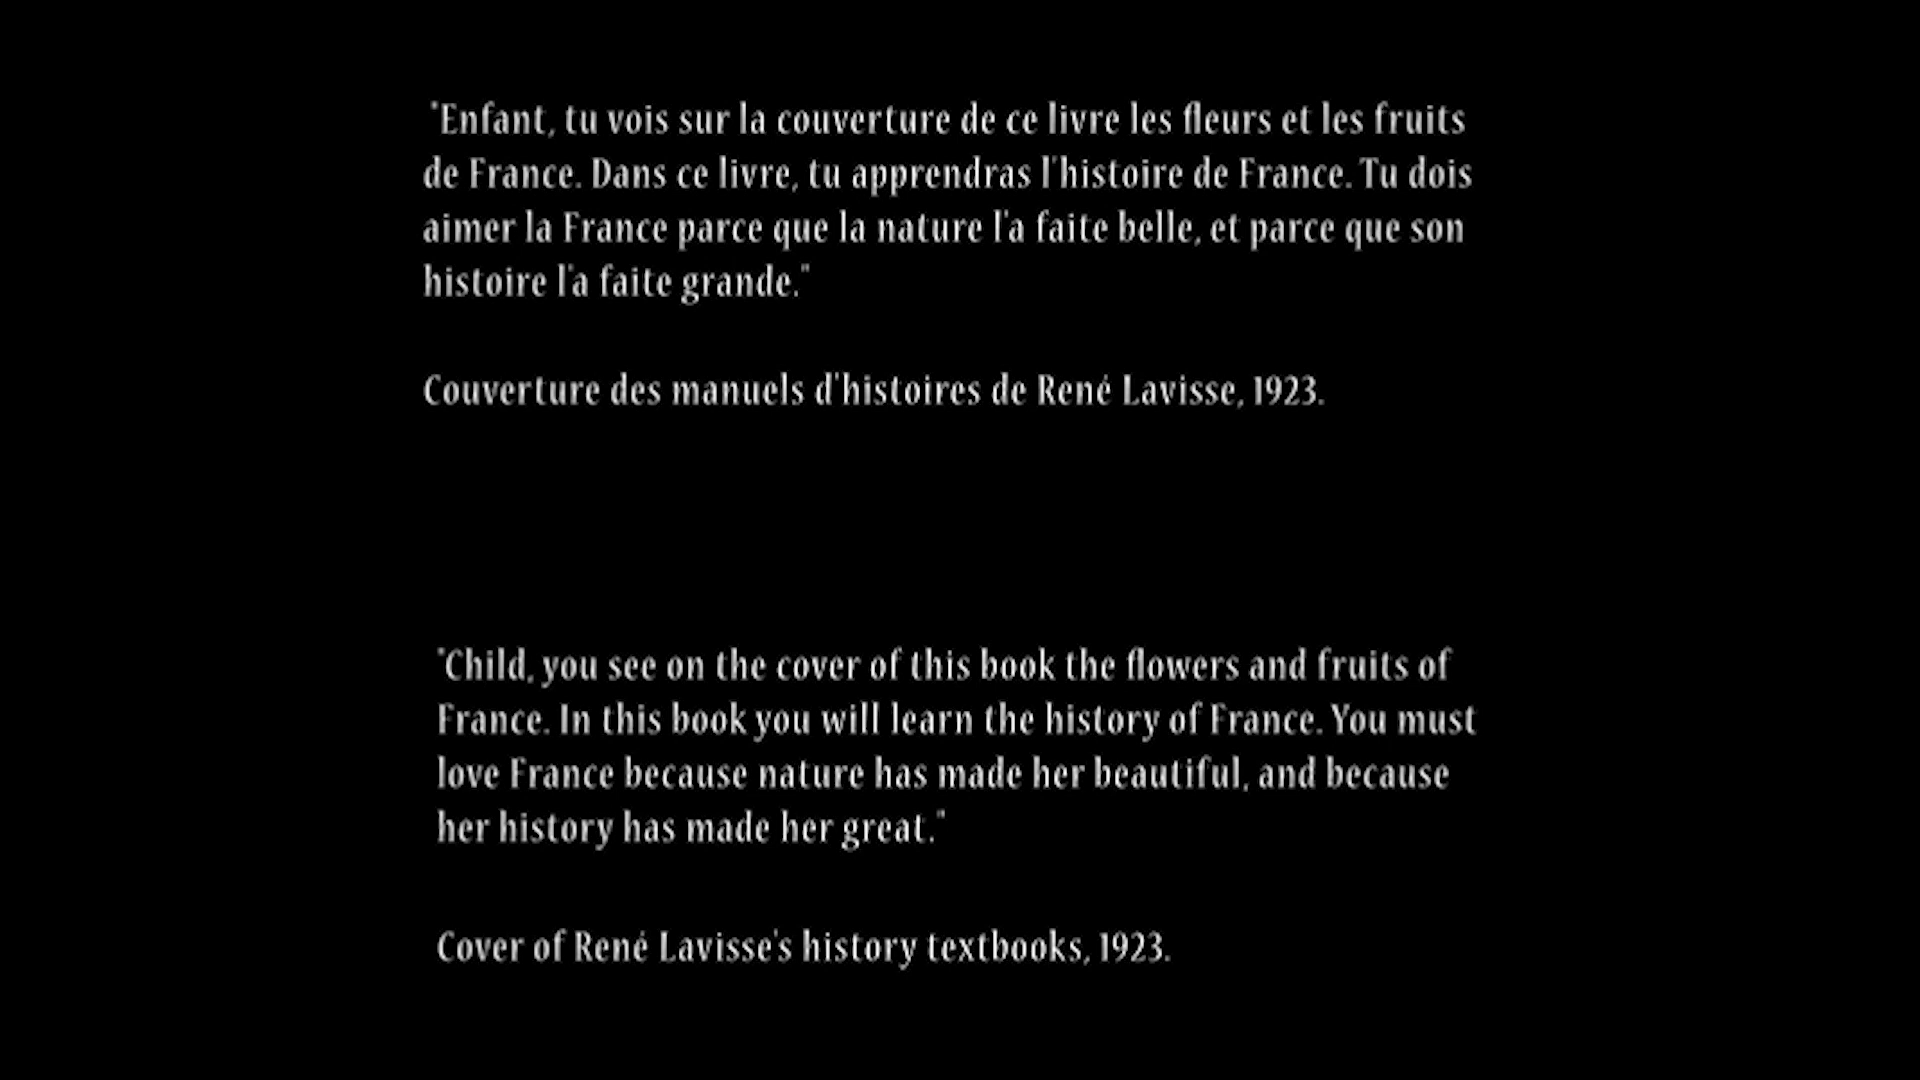 "Enfant, tu vois sur la couverture de ce livre les fleurs et les fruits
de France. Dans ce livre, tu apprendras l'histoire de France. Tu dois
aimer la France parce que la nature l'a faite belle, et parce que son
histoire l'a faite grande."
Couverture des manuels d'histoires de René Lavisse, 1923.
"Child, you see on the cover of this book the flowers and fruits of
France. In this book you will learn the history of France. You must
love France because nature has made her beautiful, and because
her history has made her great."
Cover of René Lavisse's history textbooks, 1923.